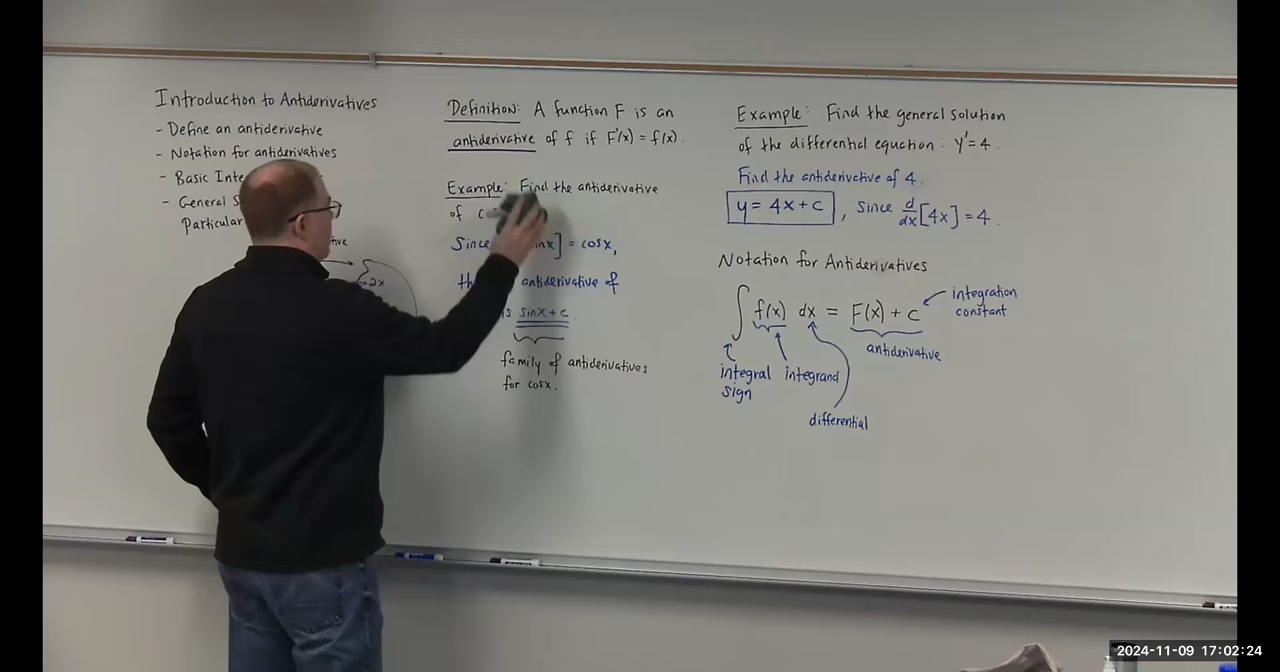 Introduction to Antiderivatives
- Define an antiderivative
- Notation for antiderivatives
- Basic
- General
Particular
2x
Definition: A function F is an
antiderivative of f if F'(x) = f(x).
Example: Find the antiderivative
of
Since = cosx,
antiderivative of
is sinx + c.
family of antiderivatives
for cosx.
Example: Find the general solution
of the differential equation: y' = 4.
Find the antiderivative of 4.
y = 4x + c , since d/dx [4x] = 4.
Notation for Antiderivatives
∫ f(x) dx = F(x) + c
integration
constant
antiderivative
integral integrand
sign
differential
2024-11-09 17:02:24